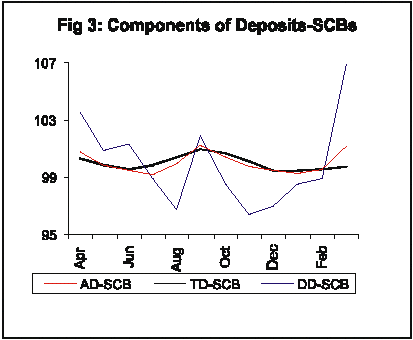 Fig 3: Components of Deposits-SCBs
107
103
99
95
Apr Jun Aug Oct Dec Feb
AD-SCB TD-SCB DD-SCB